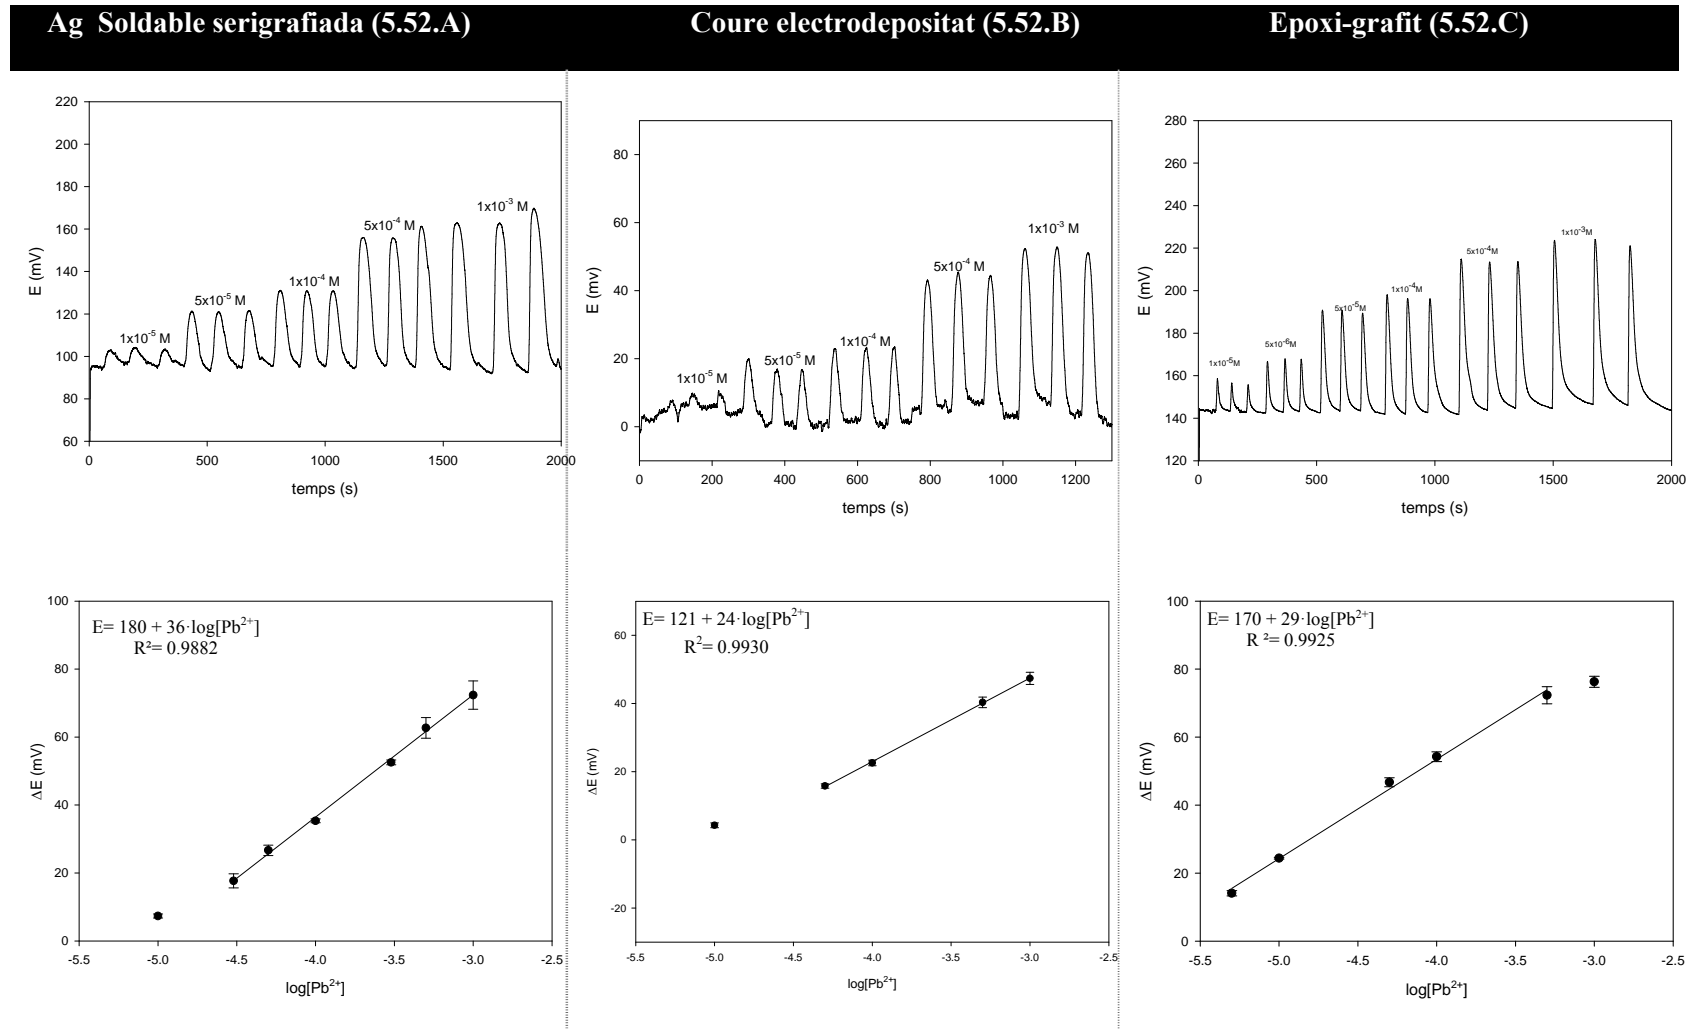 Ag Soldable serigrafiada (5.52.A)
Coure electrodepositat (5.52.B)
Epoxi-grafit (5.52.C)
220
200
180
160
140
120
100
80
60
E (mV)
1x10⁻⁵ M
5x10⁻⁵ M
1x10⁻⁴ M
5x10⁻⁴ M
1x10⁻³ M
0 500 1000 1500 2000
temps (s)
80
60
40
20
0
E (mV)
1x10⁻⁵ M
5x10⁻⁵ M
1x10⁻⁴ M
5x10⁻⁴ M
1x10⁻³ M
0 200 400 600 800 1000 1200
temps (s)
280
260
240
220
200
180
160
140
120
E (mV)
1x10⁻⁵M
5x10⁻⁶M
5x10⁻⁵M
1x10⁻⁴M
5x10⁻⁴M
1x10⁻³M
0 500 1000 1500 2000
temps (s)
100
80
60
40
20
0
ΔE (mV)
E= 180 + 36·log[Pb²⁺]
R²= 0.9882
-5.5 -5.0 -4.5 -4.0 -3.5 -3.0 -2.5
log[Pb²⁺]
60
40
20
0
-20
ΔE (mV)
E= 121 + 24·log[Pb²⁺]
R²= 0.9930
-5.5 -5.0 -4.5 -4.0 -3.5 -3.0 -2.5
log[Pb²⁺]
100
80
60
40
20
0
ΔE (mV)
E= 170 + 29·log[Pb²⁺]
R ²= 0.9925
-5.5 -5.0 -4.5 -4.0 -3.5 -3.0 -2.5
log[Pb²⁺]